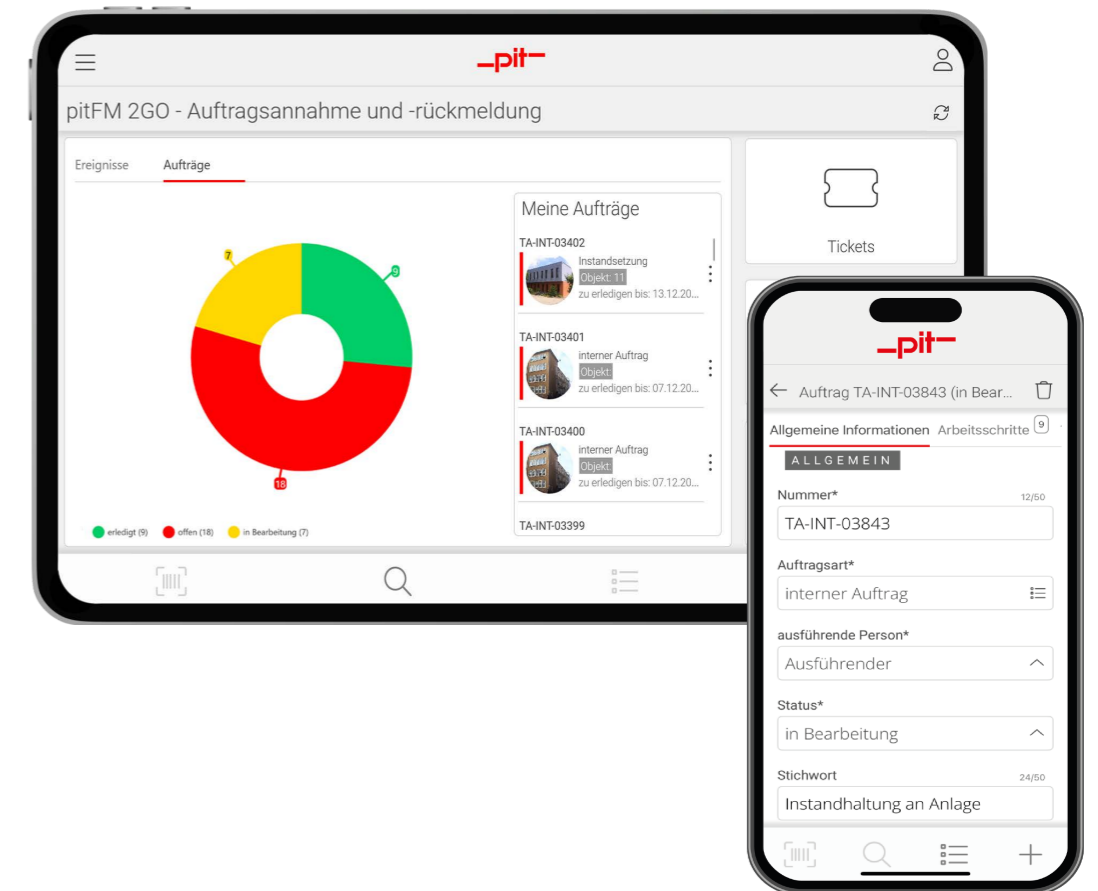 _pit—
pitFM 2GO - Auftragsannahme und -rückmeldung
Ereignisse Aufträge
7
9
18
erledigt (9) offen (18) in Bearbeitung (7)
Meine Aufträge
TA-INT-03402
Instandsetzung
Objekt: 11
zu erledigen bis: 13.12.20...
TA-INT-03401
interner Auftrag
Objekt:
zu erledigen bis: 07.12.20...
TA-INT-03400
interner Auftrag
Objekt:
zu erledigen bis: 07.12.20...
TA-INT-03399
Tickets
_pit—
Auftrag TA-INT-03843 (in Bear...
Allgemeine Informationen Arbeitsschritte 9
ALLGEMEIN
Nummer* 12/50
TA-INT-03843
Auftragsart*
interner Auftrag
ausführende Person*
Ausführender
Status*
in Bearbeitung
Stichwort 24/50
Instandhaltung an Anlage